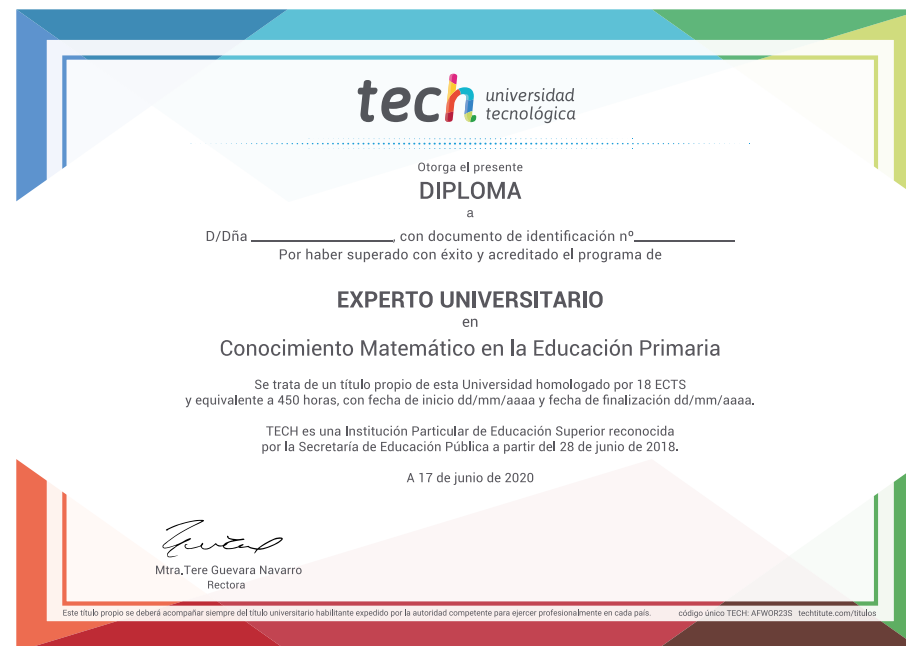 tech universidad
tecnológica
Otorga el presente
DIPLOMA
a
D/Dña ____________________, con documento de identificación nº______________
Por haber superado con éxito y acreditado el programa de
EXPERTO UNIVERSITARIO
en
Conocimiento Matemático en la Educación Primaria
Se trata de un título propio de esta Universidad homologado por 18 ECTS
y equivalente a 450 horas, con fecha de inicio dd/mm/aaaa y fecha de finalización dd/mm/aaaa.
TECH es una Institución Particular de Educación Superior reconocida
por la Secretaría de Educación Pública a partir del 28 de junio de 2018.
A 17 de junio de 2020
Mtra.Tere Guevara Navarro
Rectora
Este título propio se deberá acompañar siempre del título universitario habilitante expedido por la autoridad competente para ejercer profesionalmente en cada país. código único TECH: AFWOR23S techtitute.com/titulos